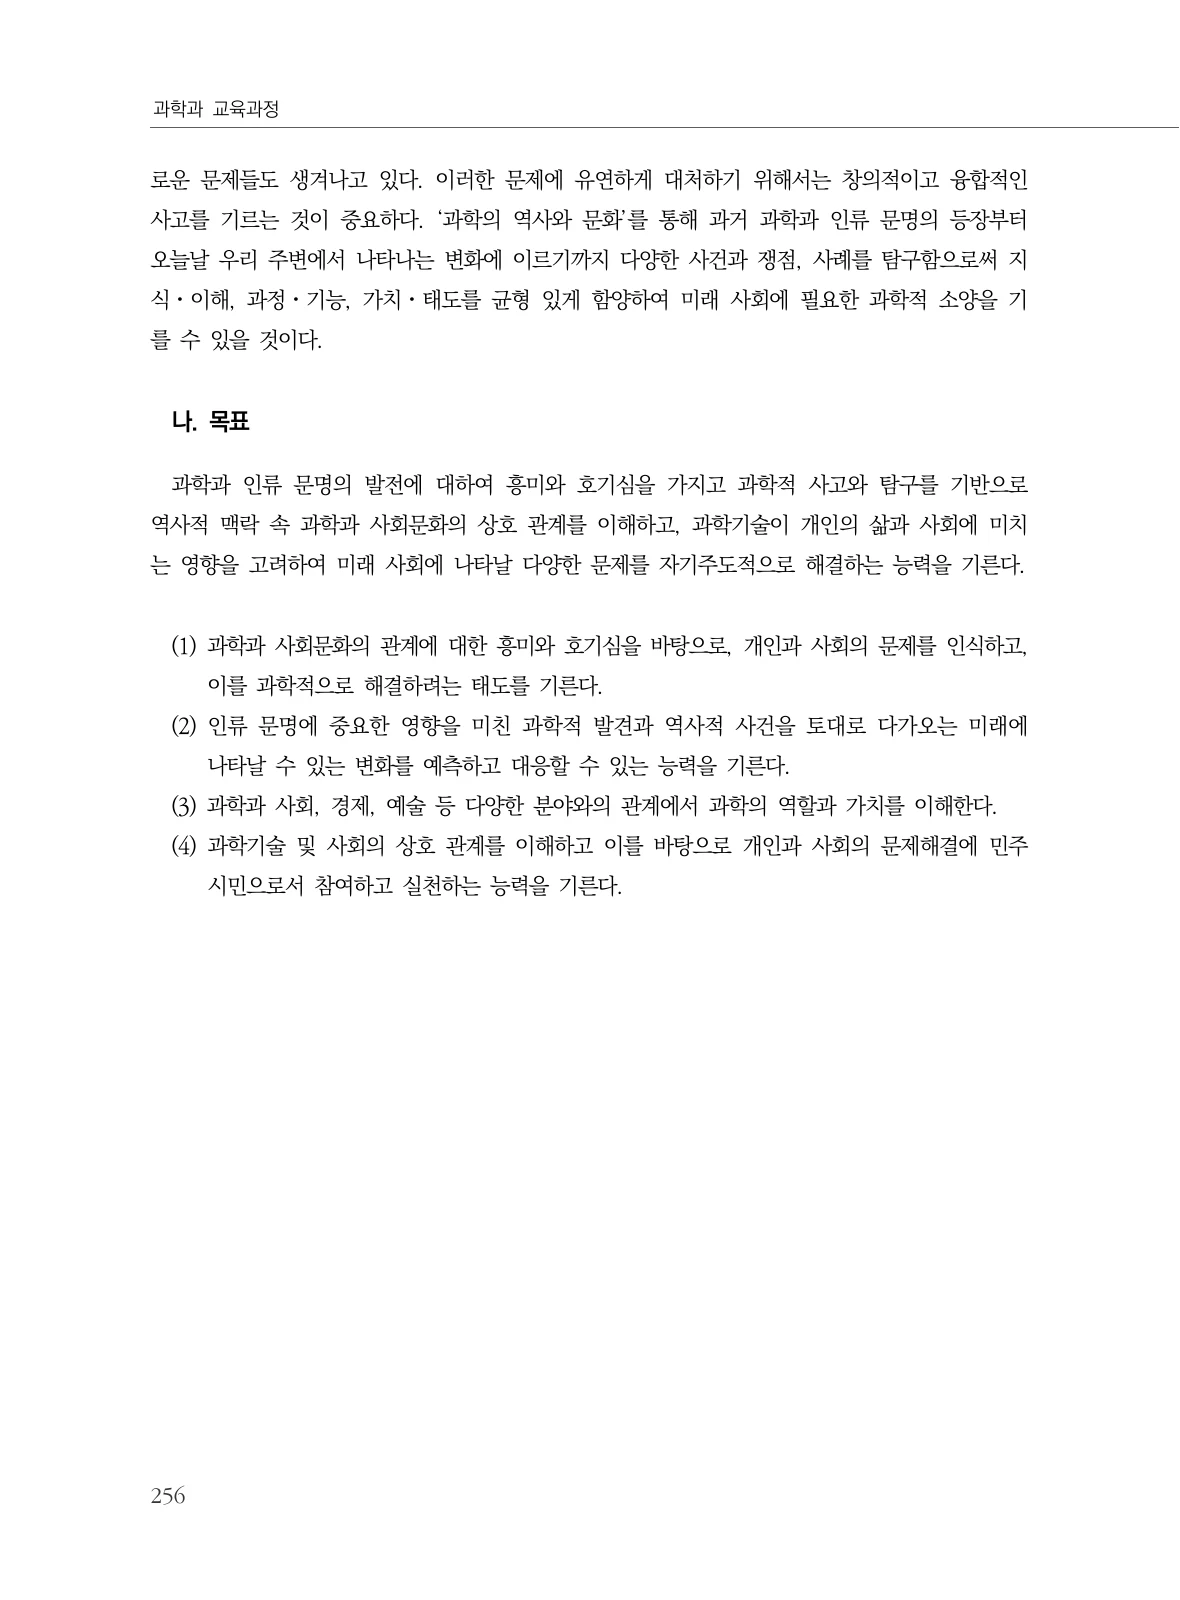 과학과 교육과정
로운 문제들도 생겨나고 있다. 이러한 문제에 유연하게 대처하기 위해서는 창의적이고 융합적인
사고를 기르는 것이 중요하다. ‘과학의 역사와 문화’를 통해 과거 과학과 인류 문명의 등장부터
오늘날 우리 주변에서 나타나는 변화에 이르기까지 다양한 사건과 쟁점, 사례를 탐구함으로써 지
식・이해, 과정・기능, 가치・태도를 균형 있게 함양하여 미래 사회에 필요한 과학적 소양을 기
를 수 있을 것이다.
나. 목표
과학과 인류 문명의 발전에 대하여 흥미와 호기심을 가지고 과학적 사고와 탐구를 기반으로
역사적 맥락 속 과학과 사회문화의 상호 관계를 이해하고, 과학기술이 개인의 삶과 사회에 미치
는 영향을 고려하여 미래 사회에 나타날 다양한 문제를 자기주도적으로 해결하는 능력을 기른다.
(1) 과학과 사회문화의 관계에 대한 흥미와 호기심을 바탕으로, 개인과 사회의 문제를 인식하고,
이를 과학적으로 해결하려는 태도를 기른다.
(2) 인류 문명에 중요한 영향을 미친 과학적 발견과 역사적 사건을 토대로 다가오는 미래에
나타날 수 있는 변화를 예측하고 대응할 수 있는 능력을 기른다.
(3) 과학과 사회, 경제, 예술 등 다양한 분야와의 관계에서 과학의 역할과 가치를 이해한다.
(4) 과학기술 및 사회의 상호 관계를 이해하고 이를 바탕으로 개인과 사회의 문제해결에 민주
시민으로서 참여하고 실천하는 능력을 기른다.
256